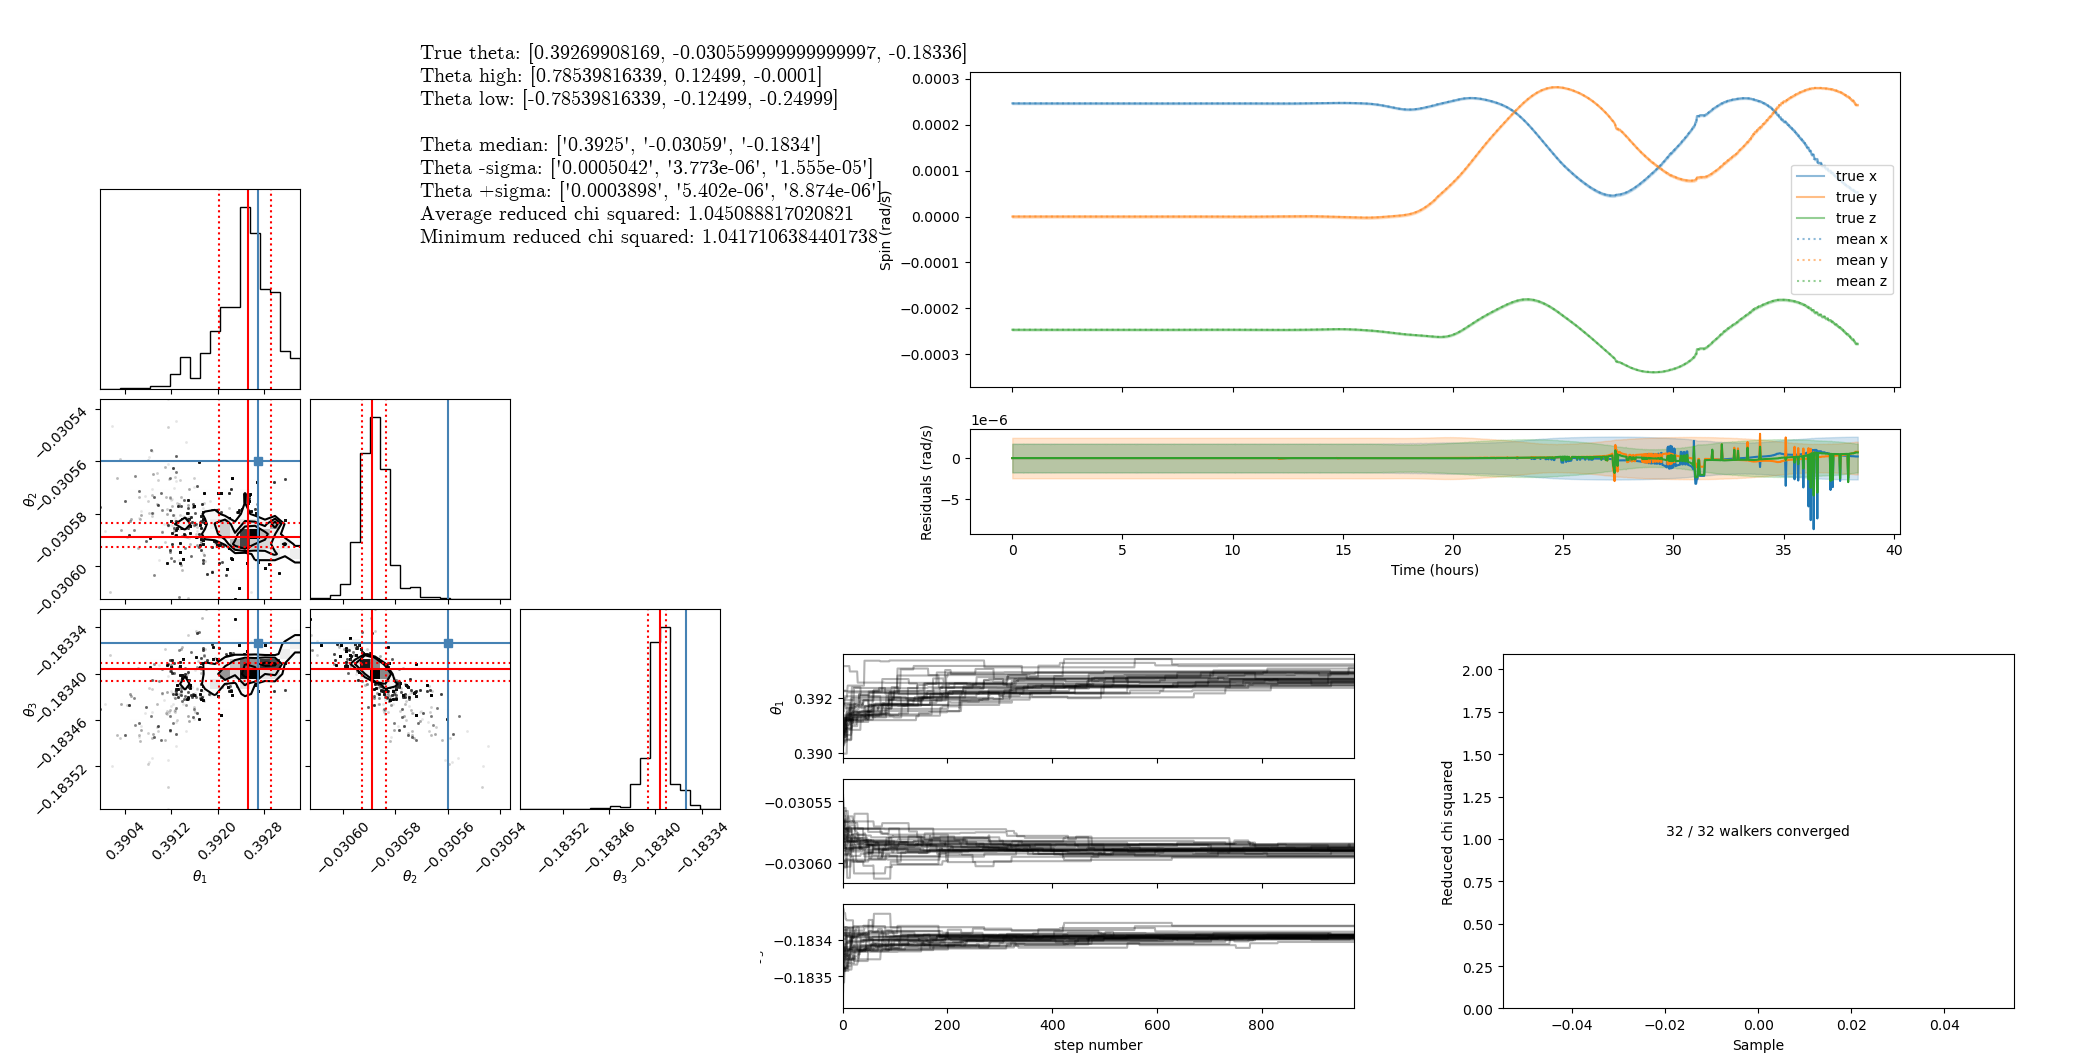 True theta: [0.39269908169, -0.030559999999999997, -0.18336]
Theta high: [0.78539816339, 0.12499, -0.0001]
Theta low: [-0.78539816339, -0.12499, -0.24999]
Theta median: ['0.3925', '-0.03059', '-0.1834']
Theta -sigma: ['0.0005042', '3.773e-06', '1.555e-05']
Theta +sigma: ['0.0003898', '5.402e-06', '8.874e-06']
Average reduced chi squared: 1.045088817020821
Minimum reduced chi squared: 1.0417106384401738
0.0003
0.0002
0.0001
0.0000
−0.0001
−0.0002
−0.0003
Spin (rad/s)
true x
true y
true z
mean x
mean y
mean z
1e−6
0
−5
Residuals (rad/s)
0 5 10 15 20 25 30 35 40
Time (hours)
−0.03054
−0.03056
−0.03058
−0.03060
θ2
−0.18334
−0.18340
−0.18346
−0.18352
θ3
0.3904 0.3912 0.3920 0.3928
θ1
−0.03060 −0.03058 −0.03056 −0.03054
θ2
−0.18352 −0.18346 −0.18340 −0.18334
θ3
0.392
0.390
θ1
−0.03055
−0.03060
−0.1834
−0.1835
0 200 400 600 800
step number
2.00
1.75
1.50
1.25
1.00
0.75
0.50
0.25
0.00
Reduced chi squared
32 / 32 walkers converged
−0.04 −0.02 0.00 0.02 0.04
Sample